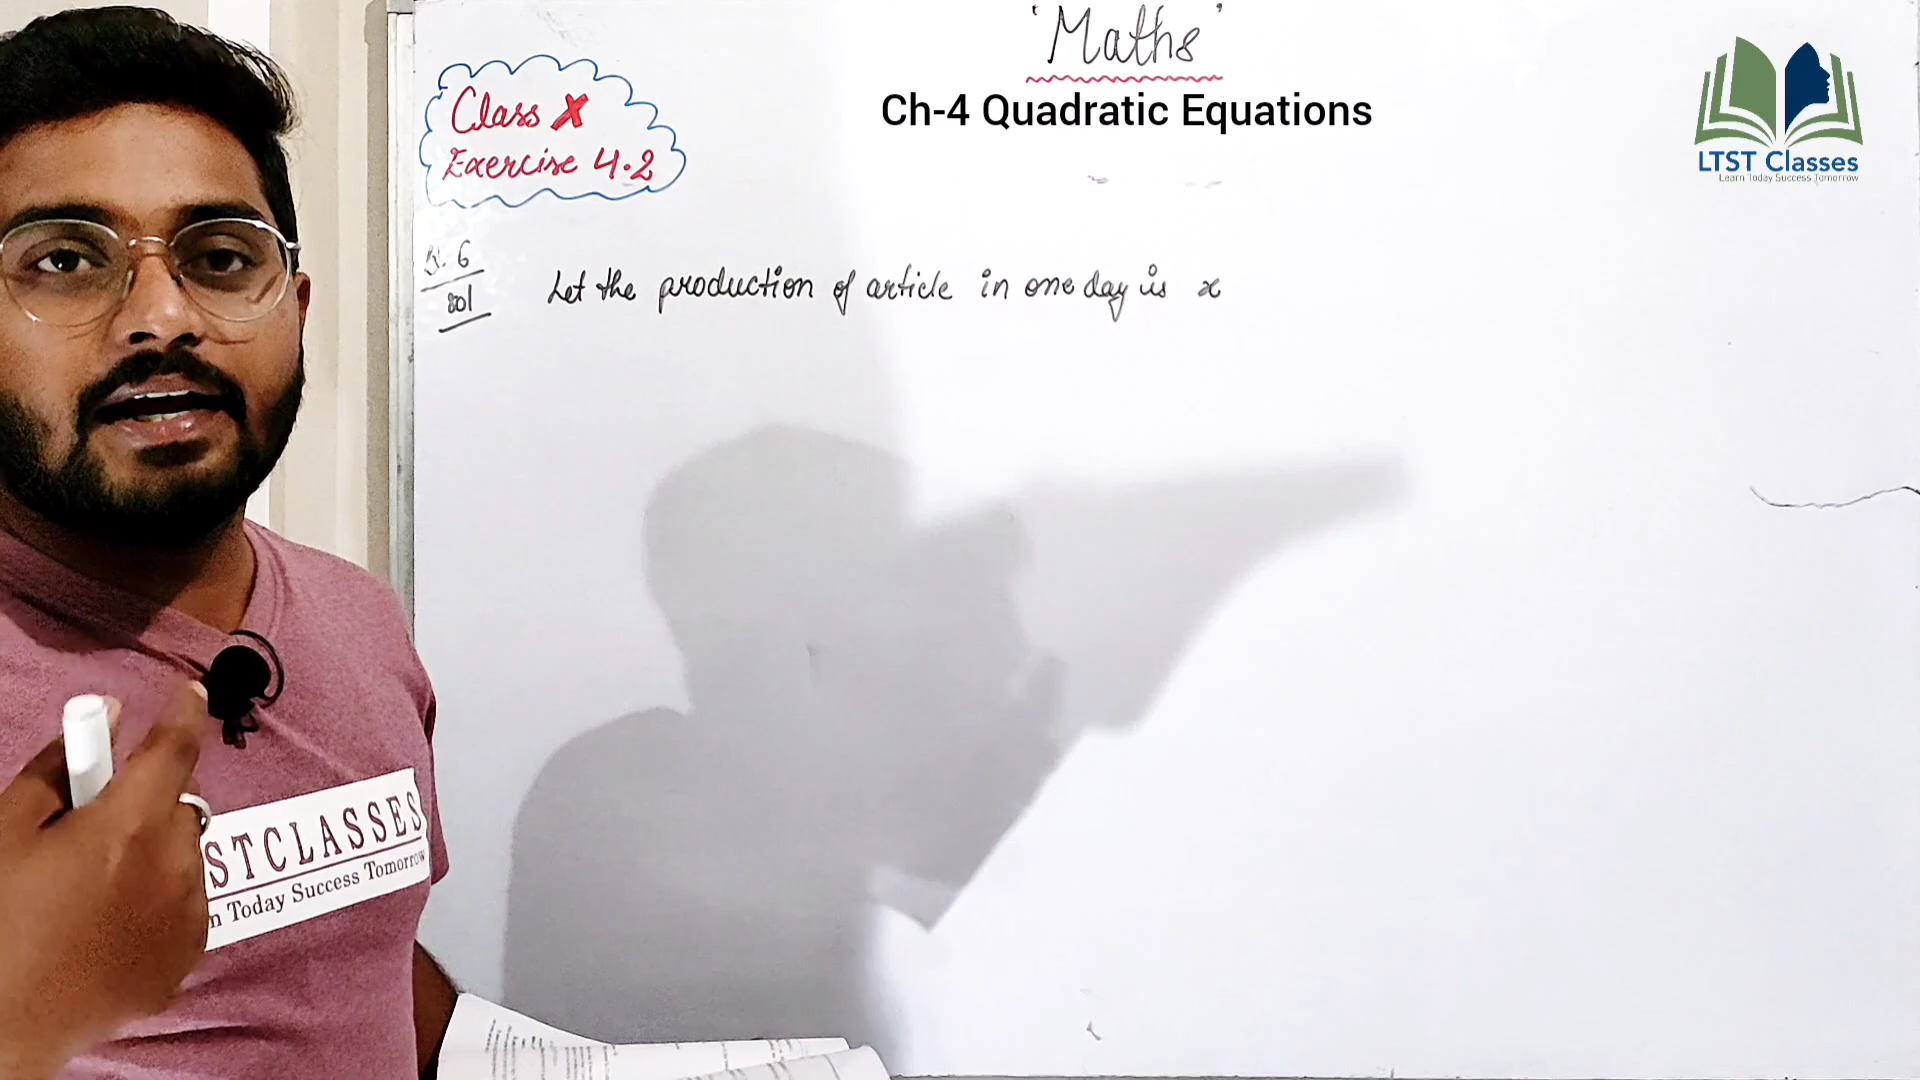 'Maths'
Ch-4 Quadratic Equations
Class X
Exercise 4.2
LTST Classes
Learn Today Success Tomorrow
Q. 6
sol
Let the production of article in one day is x
STCLASSES
n Today Success Tomorrow